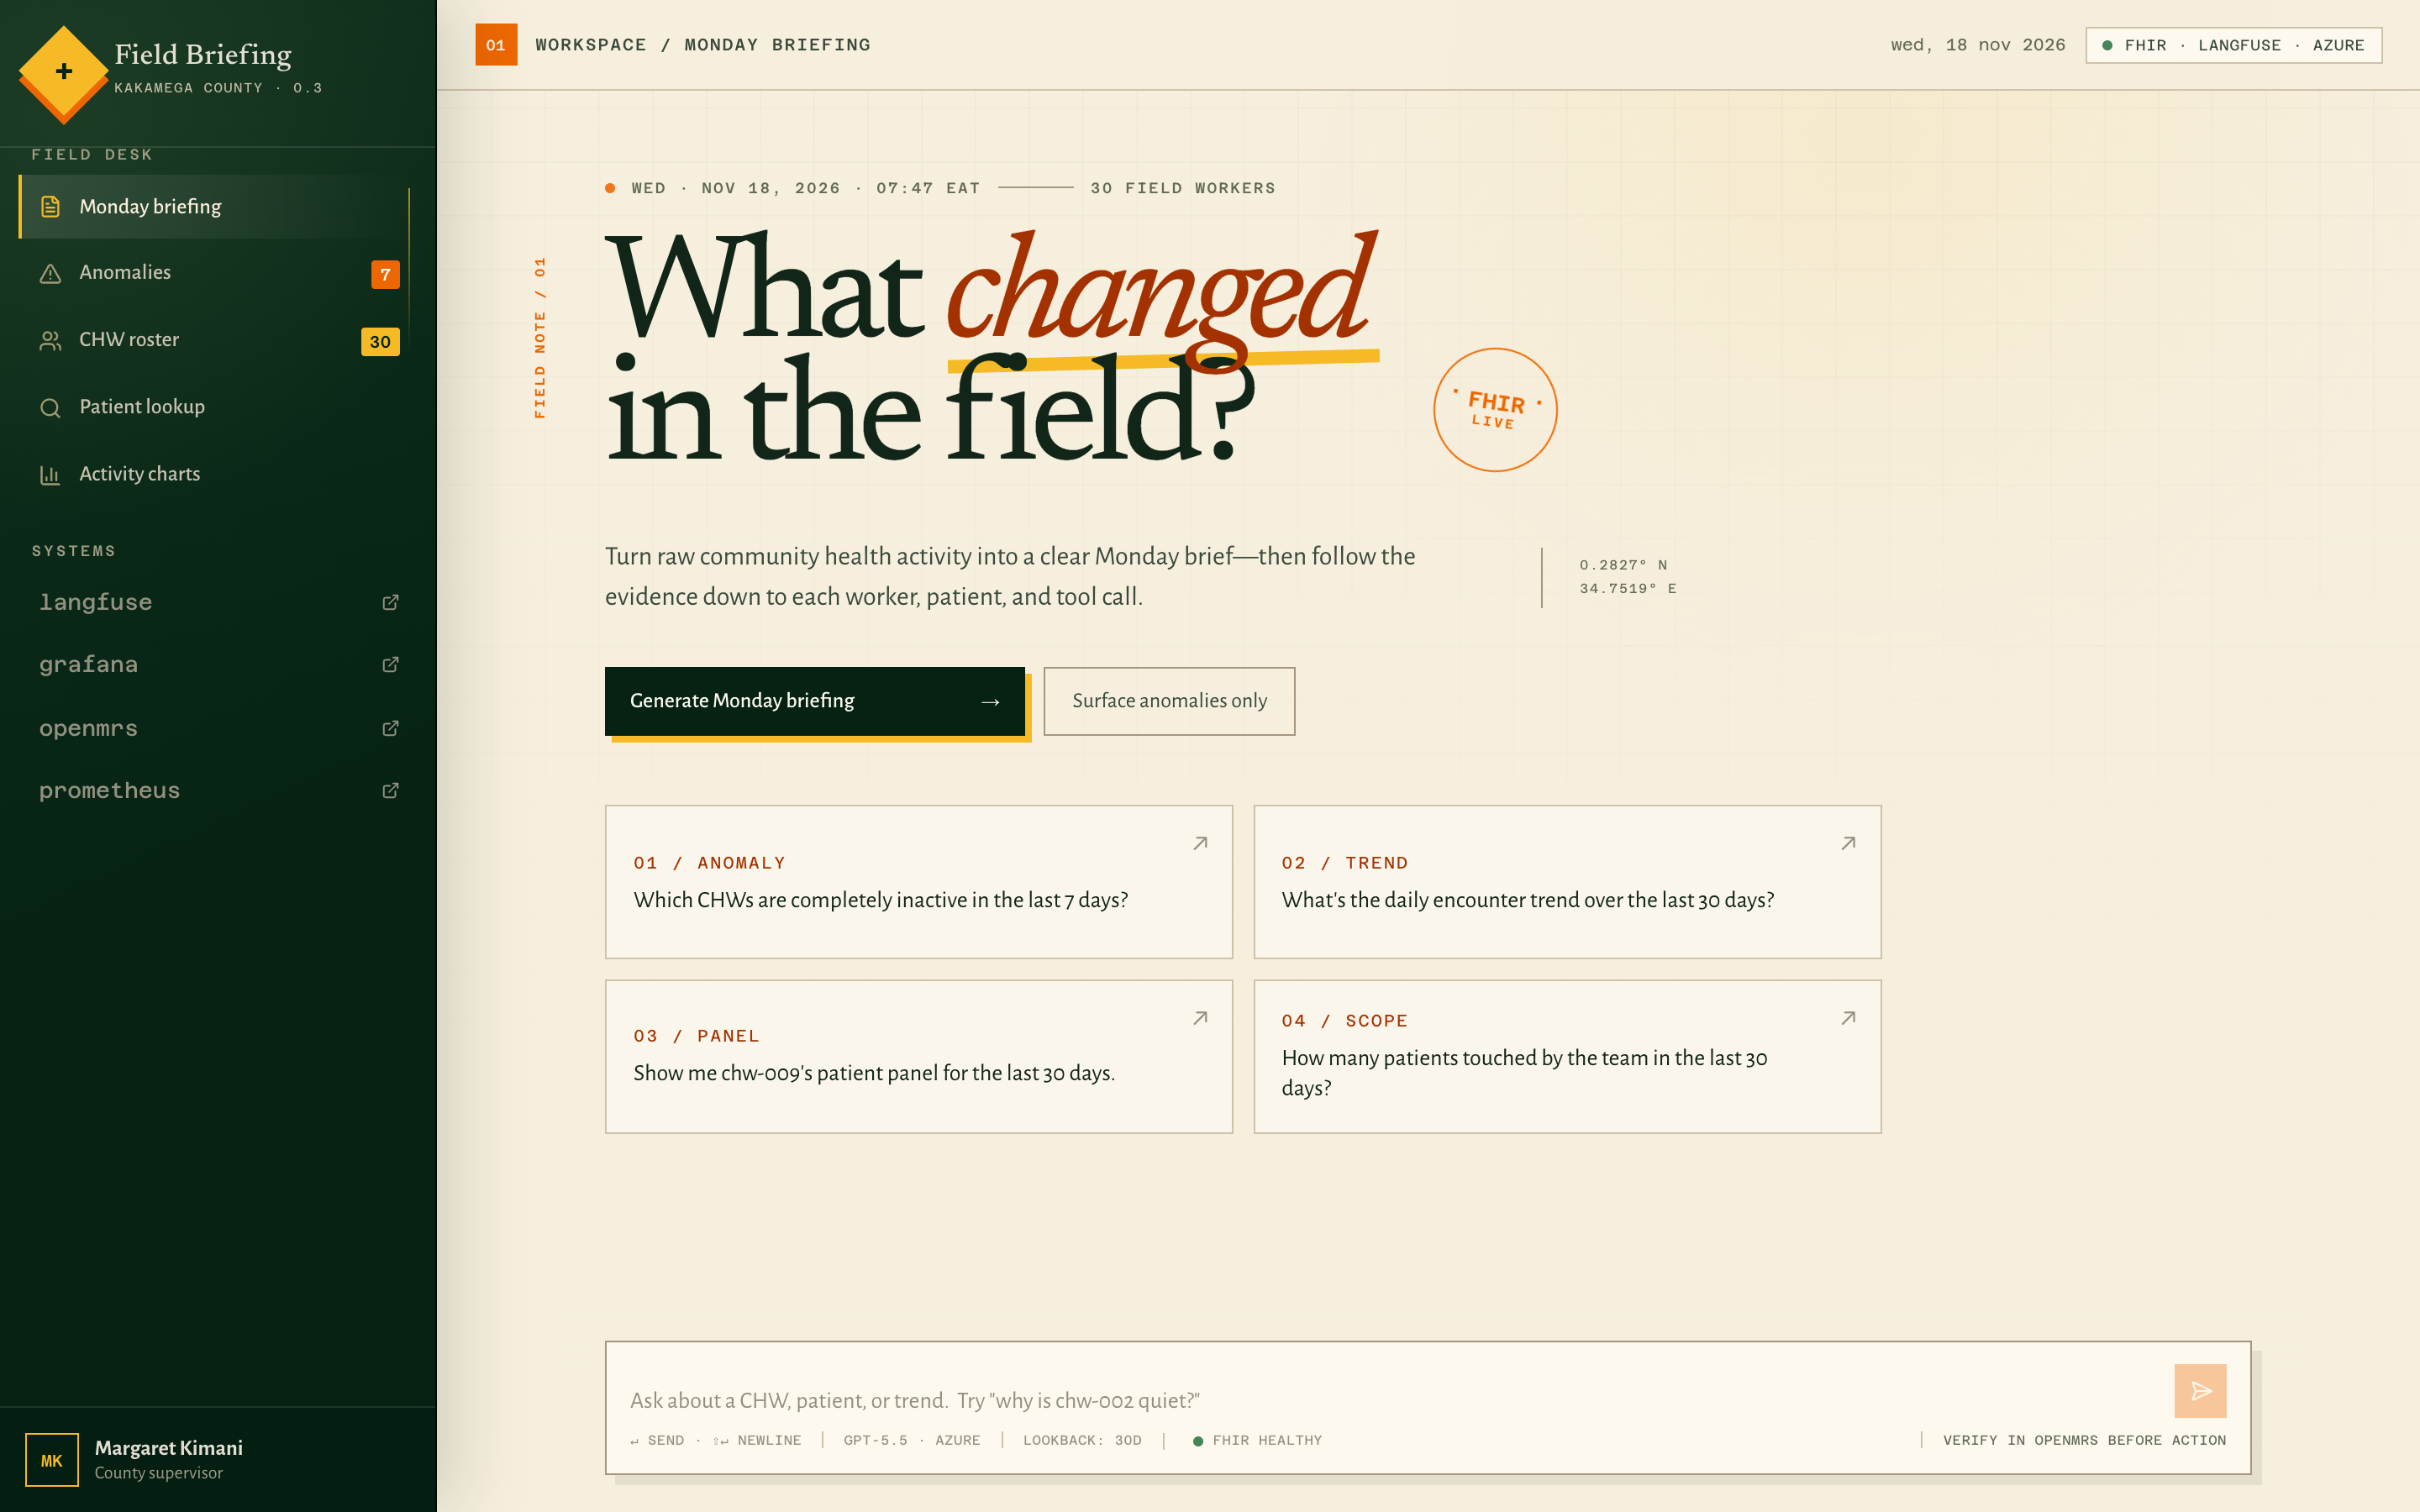 +
Field Briefing
KAKAMEGA COUNTY · 0.3
FIELD DESK
Monday briefing
Anomalies
7
CHW roster
30
Patient lookup
Activity charts
SYSTEMS
langfuse
grafana
openmrs
prometheus
MK
Margaret Kimani
County supervisor
01
WORKSPACE / MONDAY BRIEFING
wed, 18 nov 2026
FHIR · LANGFUSE · AZURE
WED · NOV 18, 2026 · 07:47 EAT
30 FIELD WORKERS
FIELD NOTE / 01
What changed
in the field?
· FHIR ·
LIVE
Turn raw community health activity into a clear Monday brief—then follow the
evidence down to each worker, patient, and tool call.
0.2827° N
34.7519° E
Generate Monday briefing →
Surface anomalies only
01 / ANOMALY
Which CHWs are completely inactive in the last 7 days?
02 / TREND
What's the daily encounter trend over the last 30 days?
03 / PANEL
Show me chw-009's patient panel for the last 30 days.
04 / SCOPE
How many patients touched by the team in the last 30
days?
Ask about a CHW, patient, or trend. Try "why is chw-002 quiet?"
↵ SEND · ⇧↵ NEWLINE
GPT-5.5 · AZURE
LOOKBACK: 30D
FHIR HEALTHY
VERIFY IN OPENMRS BEFORE ACTION